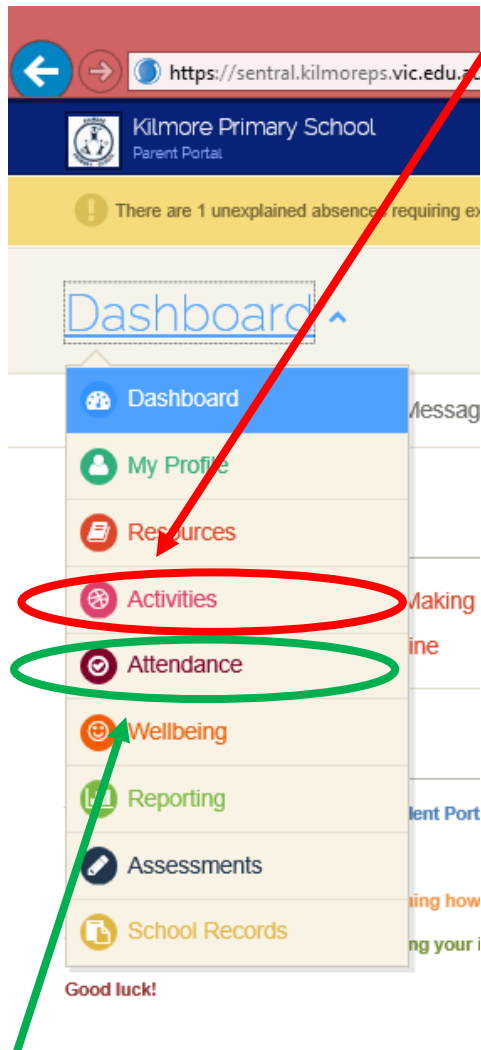 https://sentral.kilmoreps.vic.edu.au
Kilmore Primary School
Parent Portal
There are 1 unexplained absences requiring ex
Dashboard
Dashboard
Messag
My Profile
Resources
Activities
Making
ine
Attendance
Wellbeing
Reporting
dent Port
Assessments
ing how
School Records
ng your i
Good luck!